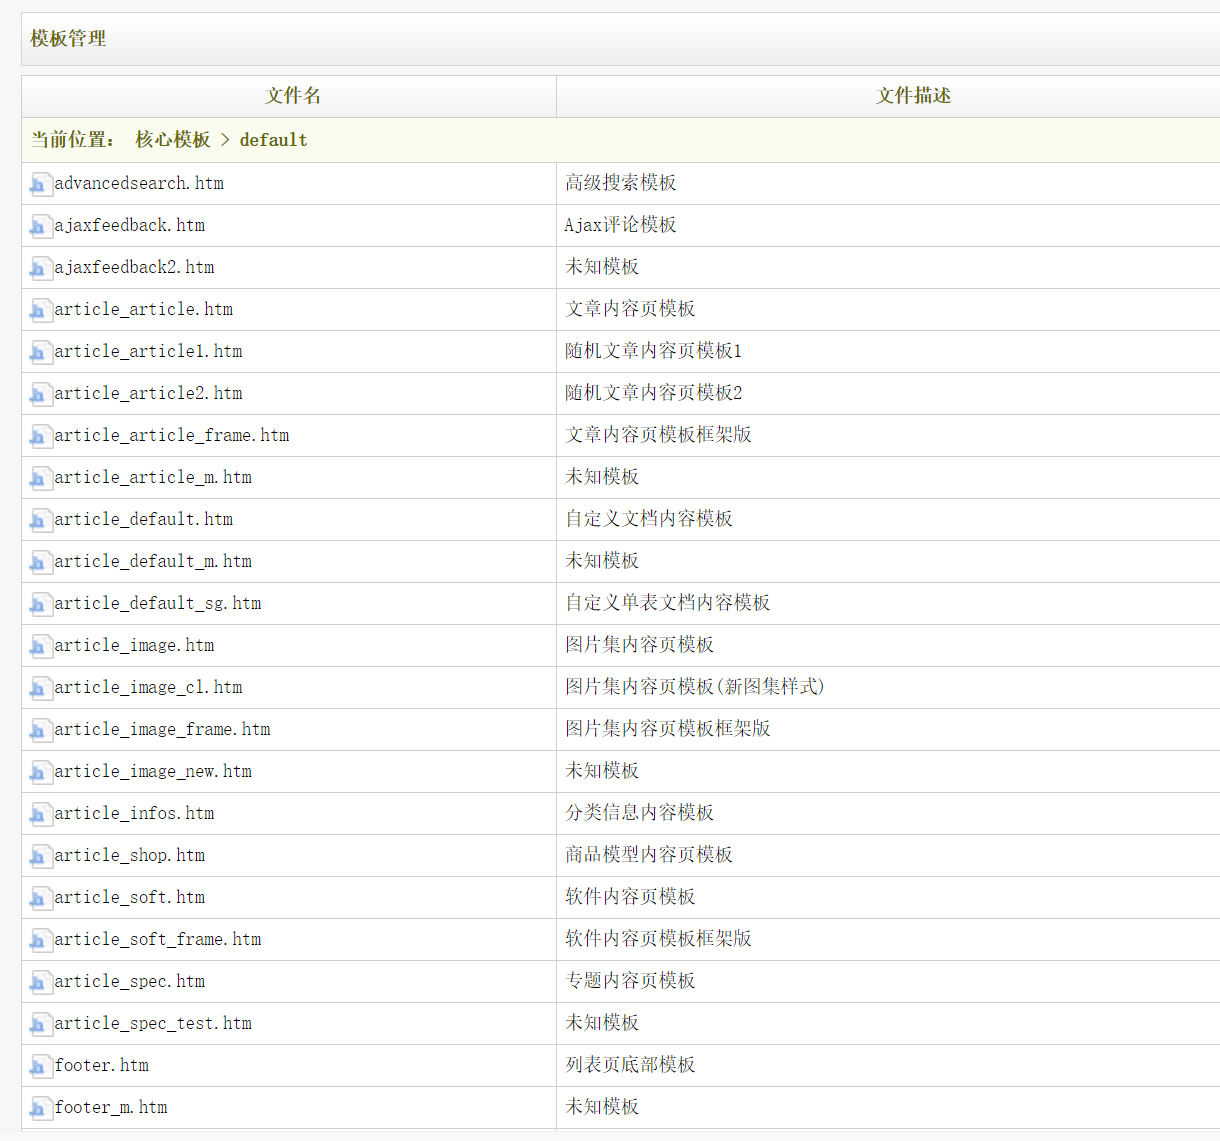 模板管理
文件名 文件描述
当前位置： 核心模板 > default
advancedsearch.htm 高级搜索模板
ajaxfeedback.htm Ajax评论模板
ajaxfeedback2.htm 未知模板
article_article.htm 文章内容页模板
article_article1.htm 随机文章内容页模板1
article_article2.htm 随机文章内容页模板2
article_article_frame.htm 文章内容页模板框架版
article_article_m.htm 未知模板
article_default.htm 自定义文档内容模板
article_default_m.htm 未知模板
article_default_sg.htm 自定义单表文档内容模板
article_image.htm 图片集内容页模板
article_image_cl.htm 图片集内容页模板(新图集样式)
article_image_frame.htm 图片集内容页模板框架版
article_image_new.htm 未知模板
article_infos.htm 分类信息内容模板
article_shop.htm 商品模型内容页模板
article_soft.htm 软件内容页模板
article_soft_frame.htm 软件内容页模板框架版
article_spec.htm 专题内容页模板
article_spec_test.htm 未知模板
footer.htm 列表页底部模板
footer_m.htm 未知模板